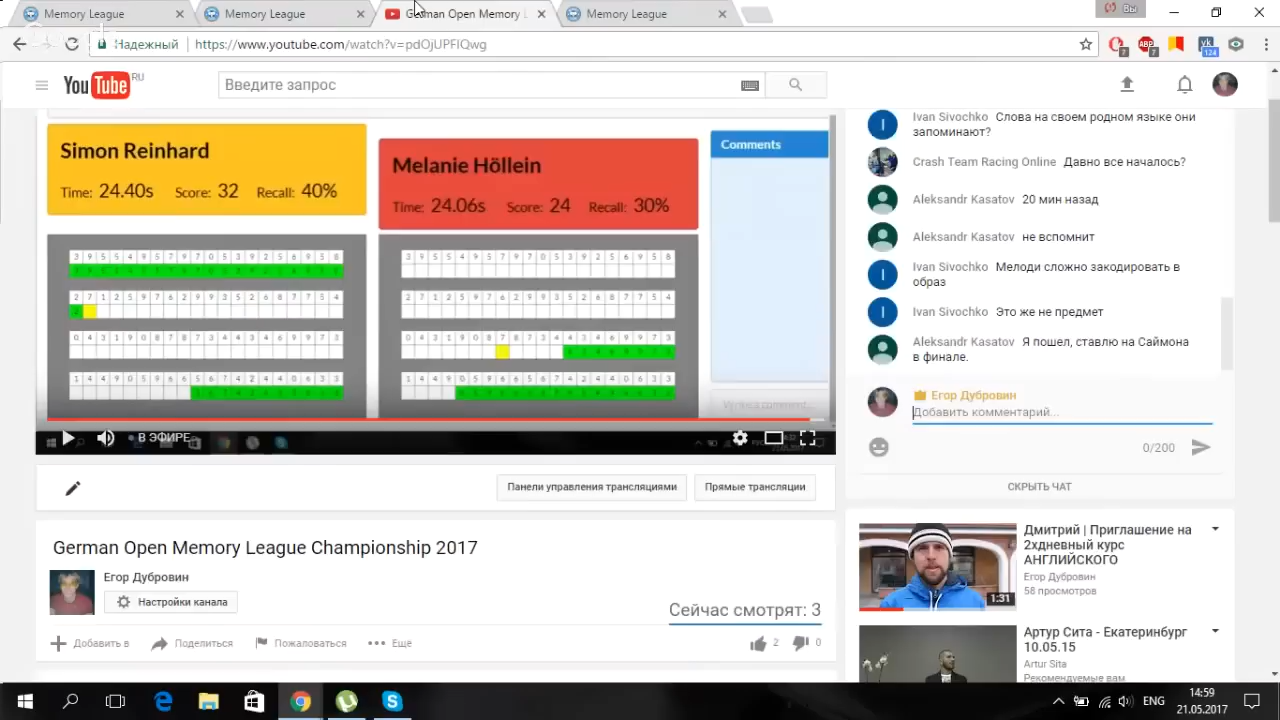 Memory League
Memory League
German Open Memory L
Memory League
Вы
Надежный
https://www.youtube.com/watch?v=pdOjUPFIQwg
2
7
124
YouTube RU
Введите запрос
Simon Reinhard
Time: 24.40s Score: 32 Recall: 40%
Melanie Höllein
Time: 24.06s Score: 24 Recall: 30%
Comments
В ЭФИРЕ
Ivan Sivochko Слова на своем родном языке они
запоминают?
Crash Team Racing Online Давно все началось?
Aleksandr Kasatov 20 мин назад
Aleksandr Kasatov не вспомнит
Ivan Sivochko Мелоди сложно закодировать в
образ
Ivan Sivochko Это же не предмет
Aleksandr Kasatov Я пошел, ставлю на Саймона
в финале.
Егор Дубровин
Добавить комментарий...
0/200
СКРЫТЬ ЧАТ
Панели управления трансляциями
Прямые трансляции
German Open Memory League Championship 2017
Егор Дубровин
Настройки канала
Сейчас смотрят: 3
Добавить в
Поделиться
Пожаловаться
Ещё
2
0
Дмитрий | Приглашение на
2хдневный курс
АНГЛИЙСКОГО
Егор Дубровин
58 просмотров
1:31
Артур Сита - Екатеринбург
10.05.15
Artur Sita
Рекомендуемые вам
ENG
14:59
21.05.2017